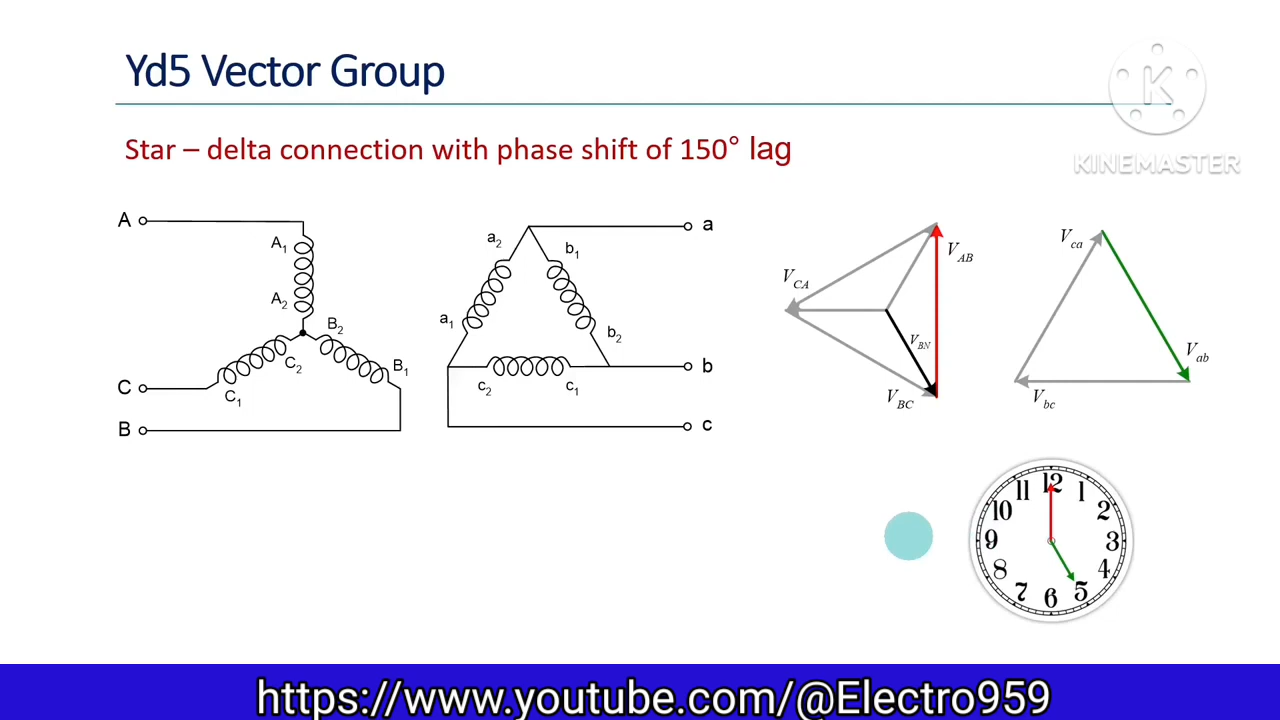 Yd5 Vector Group
K
KINEMASTER
Star – delta connection with phase shift of 150° lag
A
A1
A2
B2
B1
C2
C1
C
B
a2
b1
a1
b2
c2
c1
a
b
c
VAB
VCA
VBN
VBC
Vca
Vab
Vbc
12
1
2
3
4
5
6
7
8
9
10
11
https://www.youtube.com/@Electro959